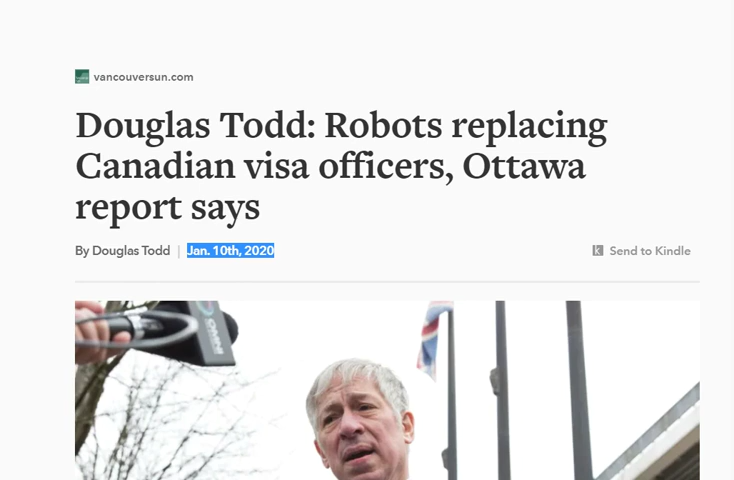 vancouversun.com
Douglas Todd: Robots replacing
Canadian visa officers, Ottawa
report says
By Douglas Todd | Jan. 10th, 2020
Send to Kindle
OMNI